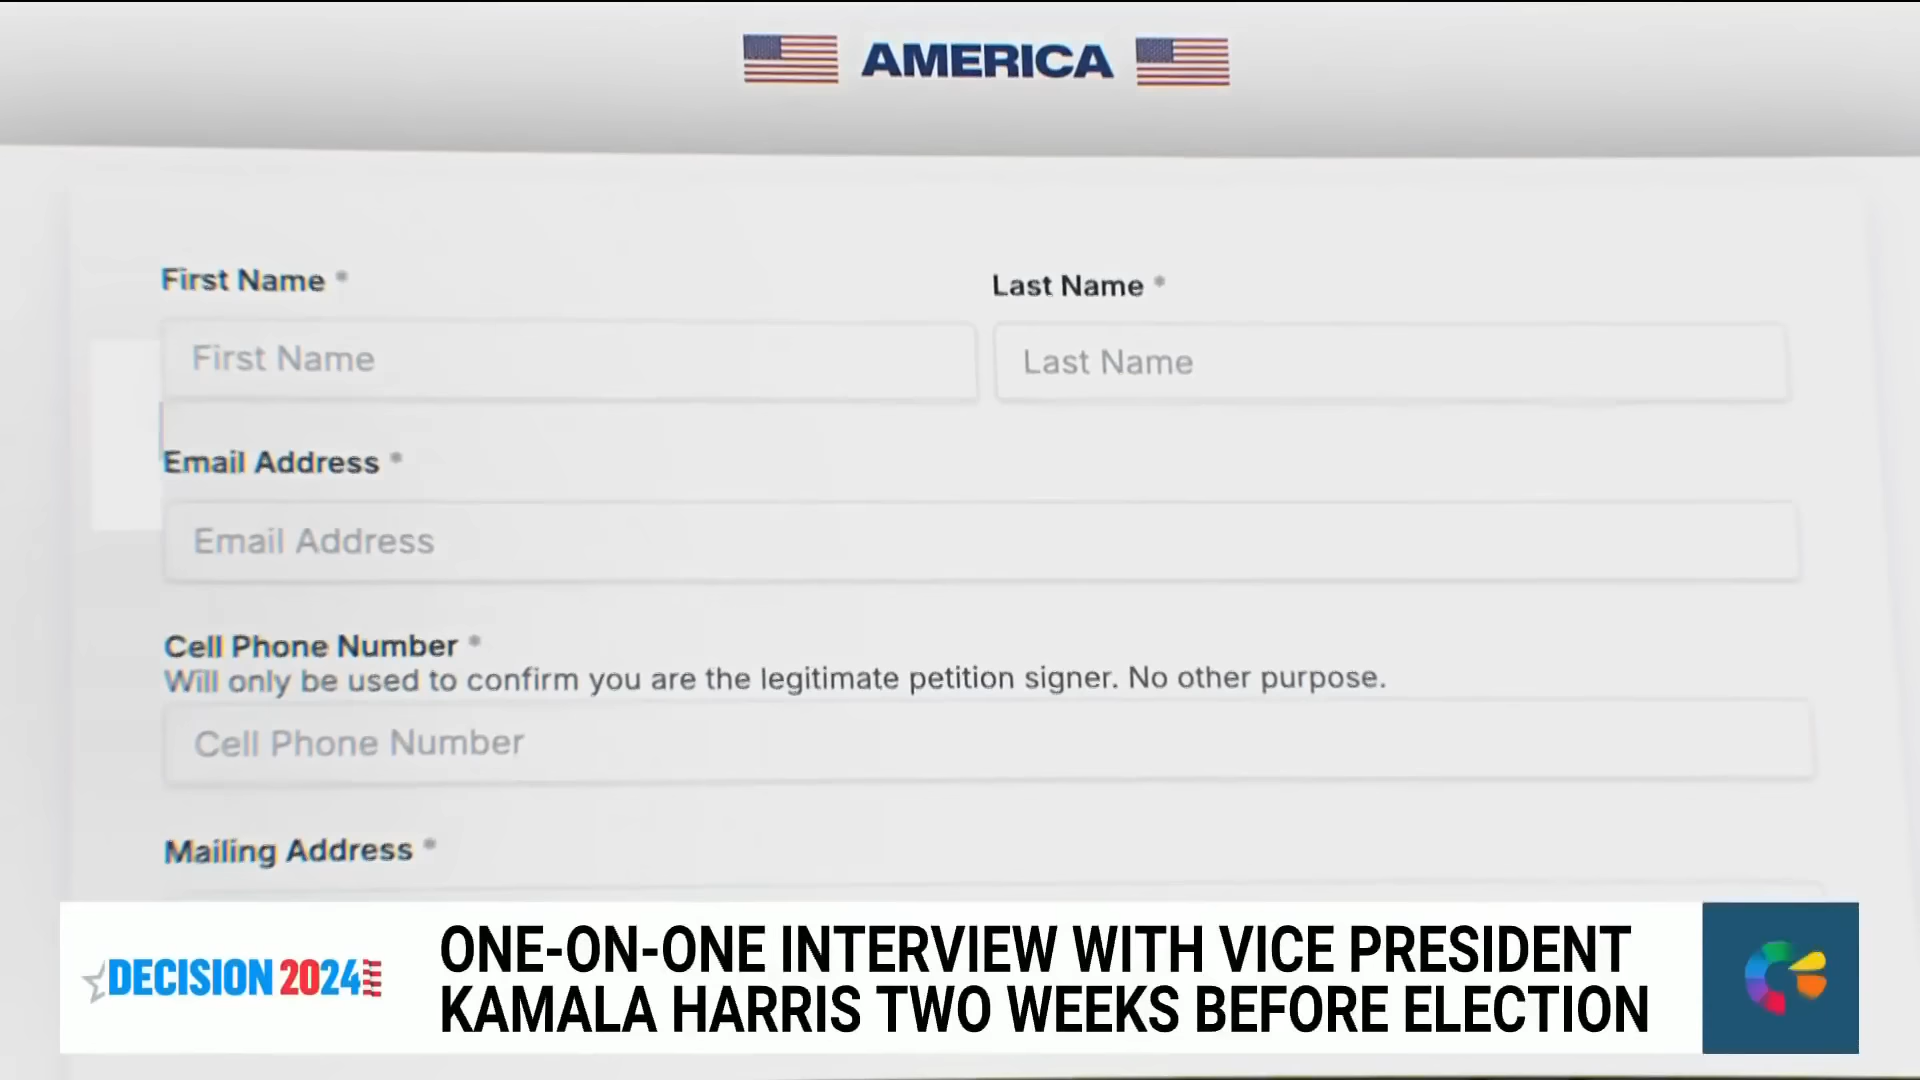 AMERICA
First Name *
Last Name *
First Name
Last Name
Email Address *
Email Address
Cell Phone Number *
Will only be used to confirm you are the legitimate petition signer. No other purpose.
Cell Phone Number
Mailing Address *
DECISION 2024
ONE-ON-ONE INTERVIEW WITH VICE PRESIDENT
KAMALA HARRIS TWO WEEKS BEFORE ELECTION